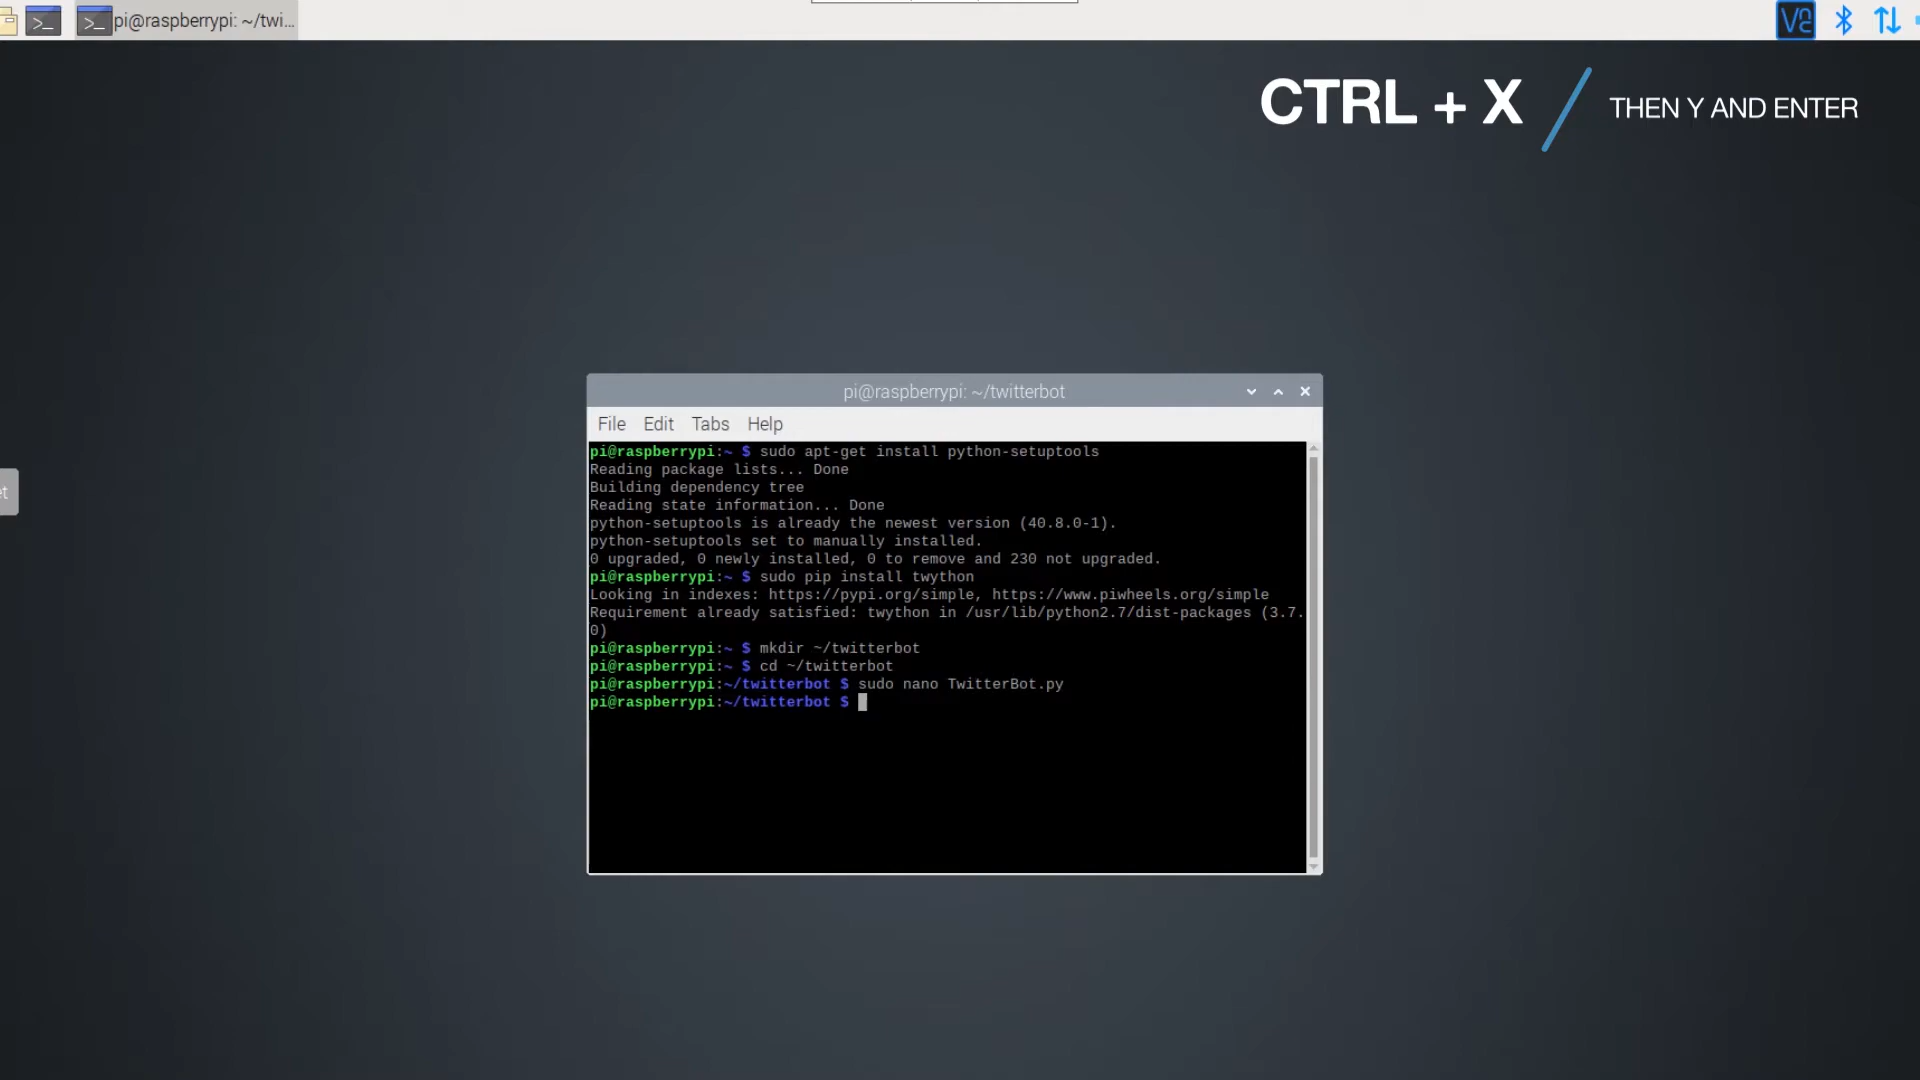 pi@raspberrypi: ~/twi...
CTRL + X
THEN Y AND ENTER
pi@raspberrypi: ~/twitterbot
File Edit Tabs Help
pi@raspberrypi:~ $ sudo apt-get install python-setuptools
Reading package lists... Done
Building dependency tree
Reading state information... Done
python-setuptools is already the newest version (40.8.0-1).
python-setuptools set to manually installed.
0 upgraded, 0 newly installed, 0 to remove and 230 not upgraded.
pi@raspberrypi:~ $ sudo pip install twython
Looking in indexes: https://pypi.org/simple, https://www.piwheels.org/simple
Requirement already satisfied: twython in /usr/lib/python2.7/dist-packages (3.7.
0)
pi@raspberrypi:~ $ mkdir ~/twitterbot
pi@raspberrypi:~ $ cd ~/twitterbot
pi@raspberrypi:~/twitterbot $ sudo nano TwitterBot.py
pi@raspberrypi:~/twitterbot $